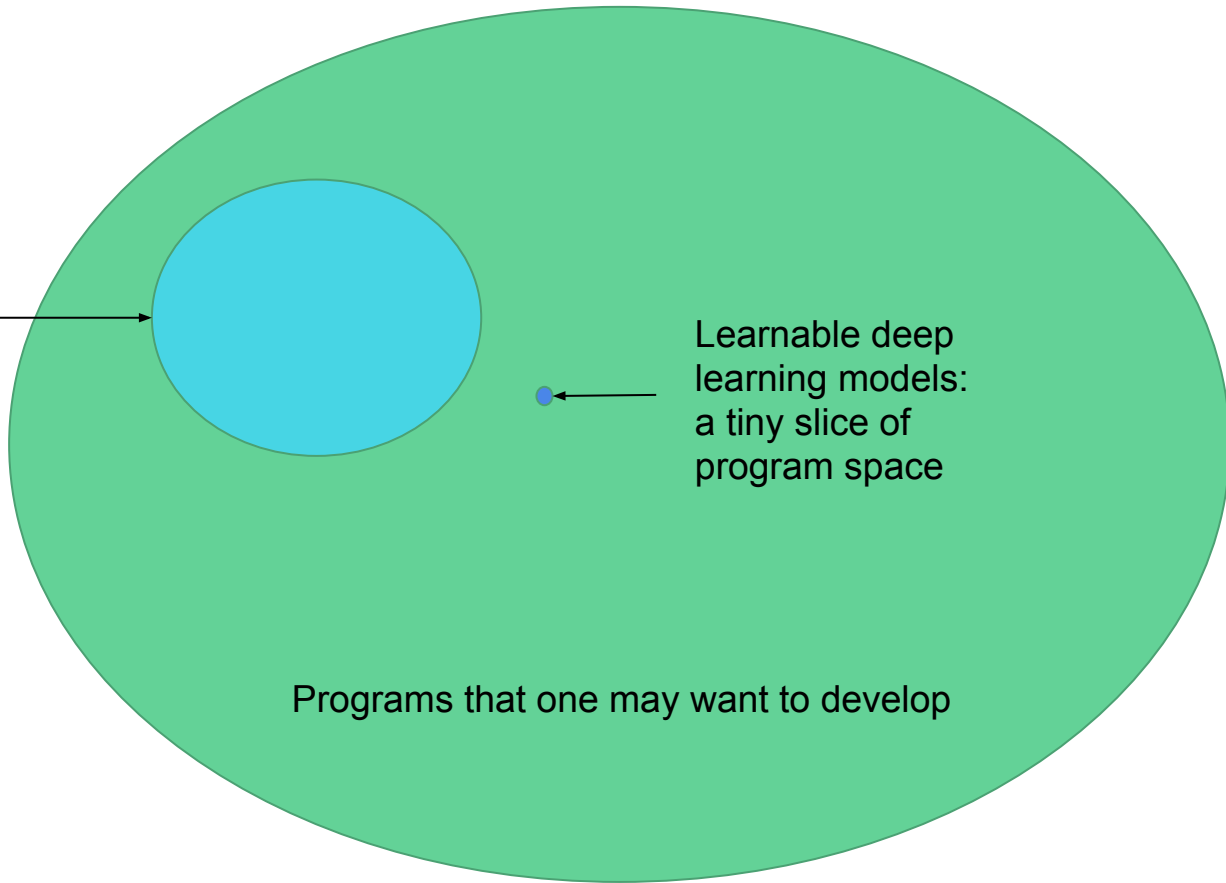 Learnable deep
learning models:
a tiny slice of
program space
Programs that one may want to develop